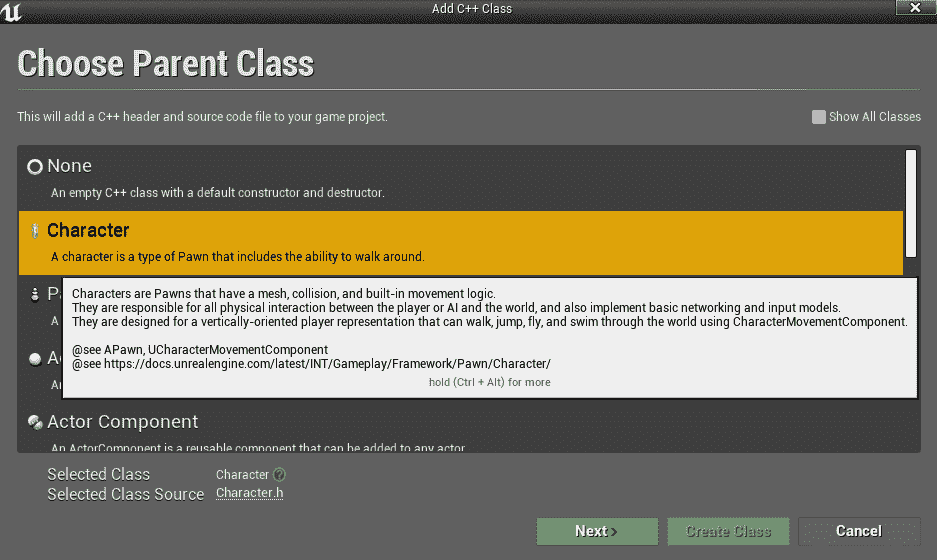 Add C++ Class
Choose Parent Class
This will add a C++ header and source code file to your game project.
Show All Classes
None
An empty C++ class with a default constructor and destructor.
Character
A character is a type of Pawn that includes the ability to walk around.
Characters are Pawns that have a mesh, collision, and built-in movement logic.
They are responsible for all physical interaction between the player or AI and the world, and also implement basic networking and input models.
They are designed for a vertically-oriented player representation that can walk, jump, fly, and swim through the world using CharacterMovementComponent.
@see APawn, UCharacterMovementComponent
@see https://docs.unrealengine.com/latest/INT/Gameplay/Framework/Pawn/Character/
hold (Ctrl + Alt) for more
Actor Component
An ActorComponent is a reusable component that can be added to any actor
Selected Class
Character
Selected Class Source
Character.h
Next
Create Class
Cancel